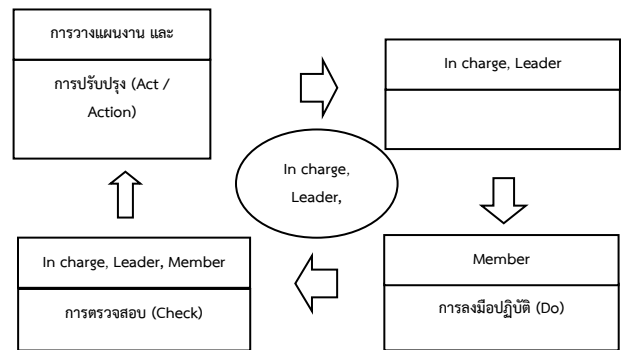 การวางแผนงาน และ
การปรับปรุง (Act /
Action)
In charge, Leader
In charge,
Leader,
In charge, Leader, Member
การตรวจสอบ (Check)
Member
การลงมือปฏิบัติ (Do)